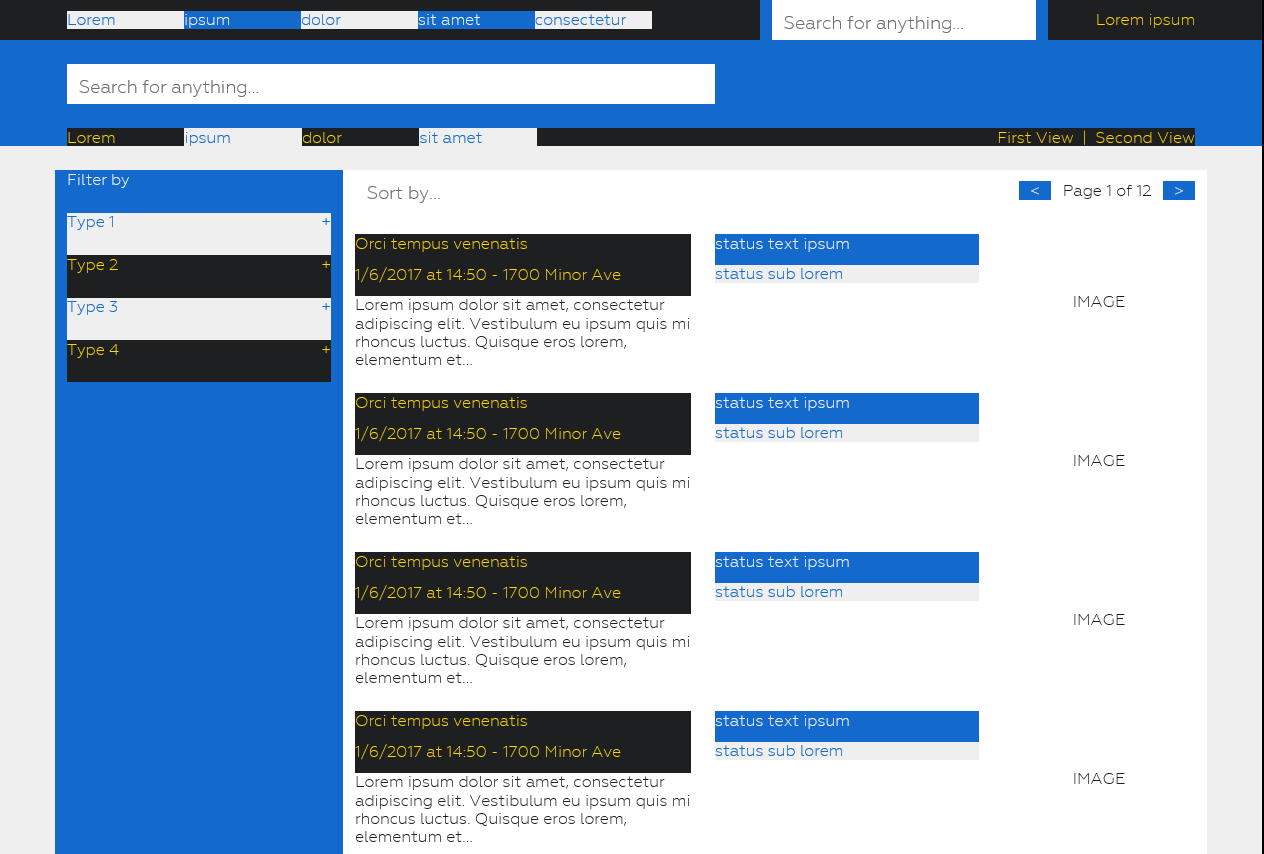 Lorem ipsum dolor sit amet consectetur Search for anything... Lorem ipsum
Search for anything...
Lorem ipsum dolor sit amet First View | Second View
Filter by
Type 1 +
Type 2 +
Type 3 +
Type 4 +
Sort by... < Page 1 of 12 >
Orci tempus venenatis
1/6/2017 at 14:50 - 1700 Minor Ave
Lorem ipsum dolor sit amet, consectetur
adipiscing elit. Vestibulum eu ipsum quis mi
rhoncus luctus. Quisque eros lorem,
elementum et...
status text ipsum
status sub lorem
IMAGE
Orci tempus venenatis
1/6/2017 at 14:50 - 1700 Minor Ave
Lorem ipsum dolor sit amet, consectetur
adipiscing elit. Vestibulum eu ipsum quis mi
rhoncus luctus. Quisque eros lorem,
elementum et...
status text ipsum
status sub lorem
IMAGE
Orci tempus venenatis
1/6/2017 at 14:50 - 1700 Minor Ave
Lorem ipsum dolor sit amet, consectetur
adipiscing elit. Vestibulum eu ipsum quis mi
rhoncus luctus. Quisque eros lorem,
elementum et...
status text ipsum
status sub lorem
IMAGE
Orci tempus venenatis
1/6/2017 at 14:50 - 1700 Minor Ave
Lorem ipsum dolor sit amet, consectetur
adipiscing elit. Vestibulum eu ipsum quis mi
rhoncus luctus. Quisque eros lorem,
elementum et...
status text ipsum
status sub lorem
IMAGE